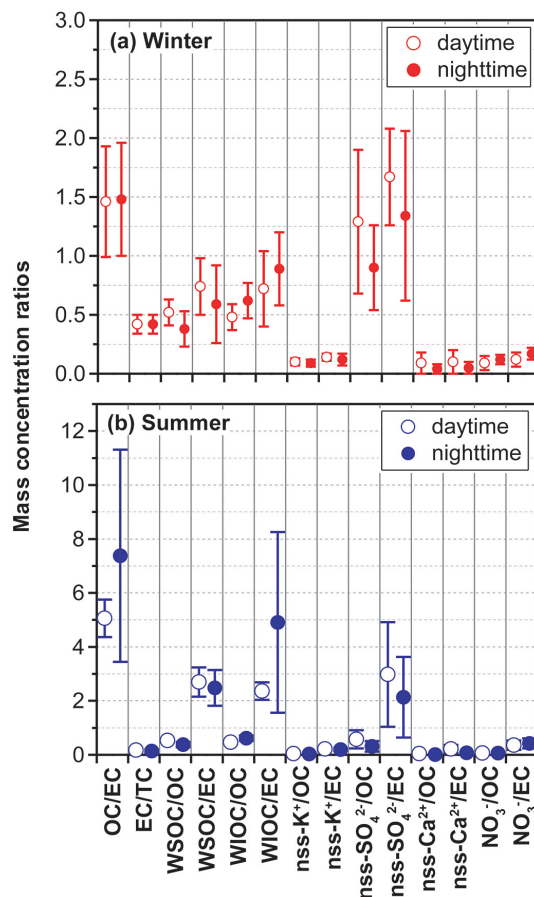 Mass concentration ratios
3.0
2.5
2.0
1.5
1.0
0.5
0.0
(a) Winter
daytime
nighttime
12
10
8
6
4
2
0
(b) Summer
daytime
nighttime
OC/EC
EC/TC
WSOC/OC
WSOC/EC
WIOC/OC
WIOC/EC
nss-K⁺/OC
nss-K⁺/EC
nss-SO₄²⁻/OC
nss-SO₄²⁻/EC
nss-Ca²⁺/OC
nss-Ca²⁺/EC
NO₃⁻/OC
NO₃⁻/EC